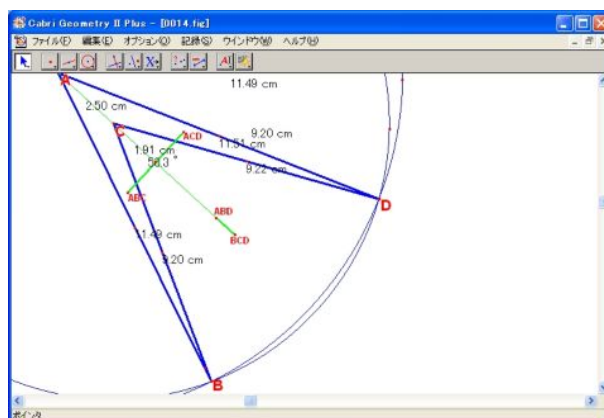 Cabri Geometry II Plus - [0014.fig]
ファイル(F) 編集(E) オプション(O) 記録(S) ウインドウ(W) ヘルプ(H)
A
11.49 cm
2.50 cm
C
ACD
9.20 cm
11.51 cm
1.91 cm
56.3 °
9.22 cm
ABC
D
ABD
11.49 cm
BCD
9.20 cm
B
ポインタ